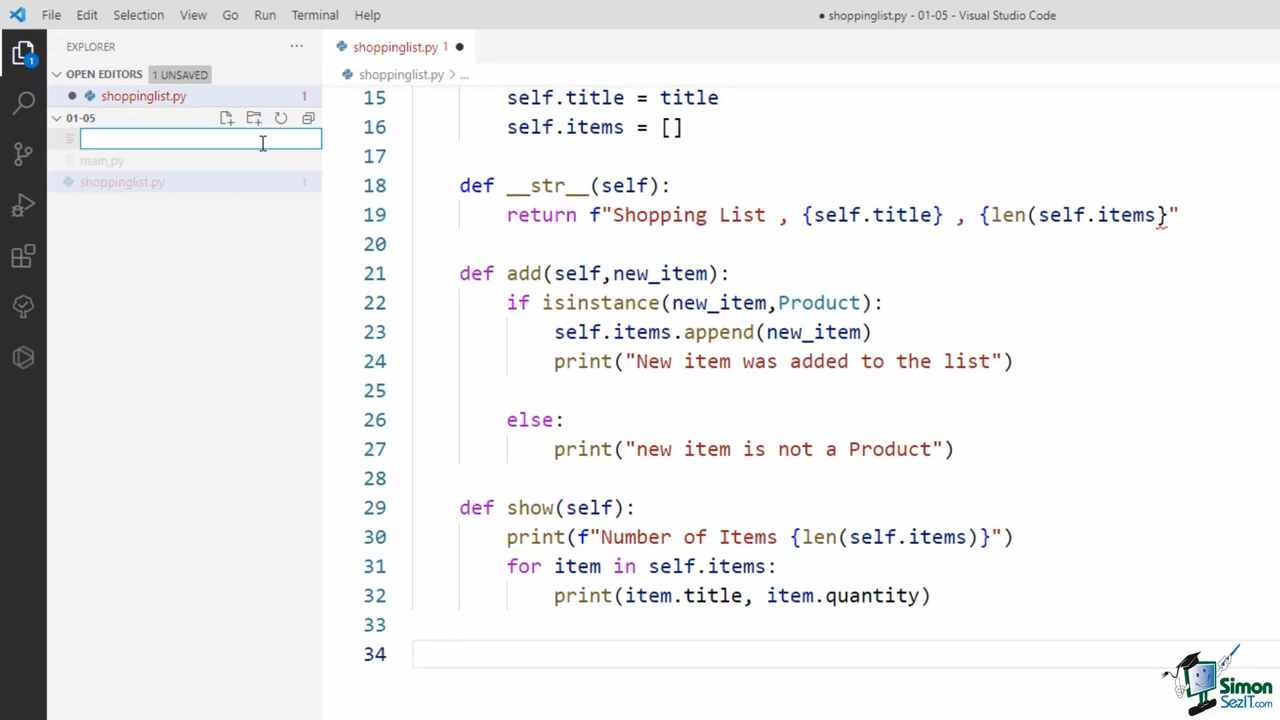 File Edit Selection View Go Run Terminal Help ● shoppinglist.py - 01-05 - Visual Studio Code
EXPLORER ···
shoppinglist.py 1 ●
OPEN EDITORS 1 UNSAVED
shoppinglist.py > ...
● shoppinglist.py 1
01-05
main.py
shoppinglist.py 1
1
15 self.title = title
16 self.items = []
17
18 def __str__(self):
19 return f"Shopping List , {self.title} , {len(self.items}"
20
21 def add(self,new_item):
22 if isinstance(new_item,Product):
23 self.items.append(new_item)
24 print("New item was added to the list")
25
26 else:
27 print("new item is not a Product")
28
29 def show(self):
30 print(f"Number of Items {len(self.items)}")
31 for item in self.items:
32 print(item.title, item.quantity)
33
34
Simon
SezIT.com